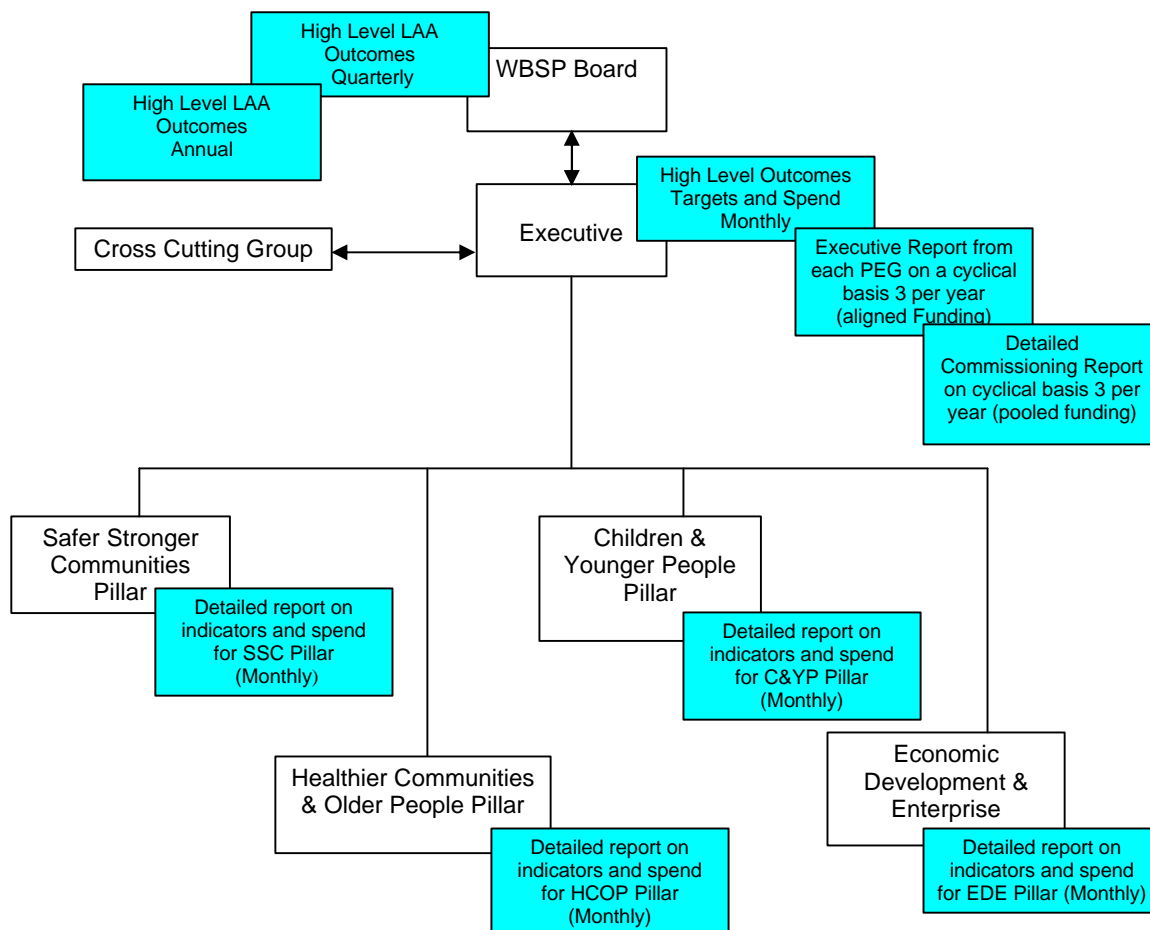 High Level LAA
Outcomes
Quarterly
WBSP Board
High Level LAA
Outcomes
Annual
High Level Outcomes
Targets and Spend
Monthly
Executive
Cross Cutting Group
Executive Report from
each PEG on a cyclical
basis 3 per year
(aligned Funding)
Detailed
Commissioning Report
on cyclical basis 3 per
year (pooled funding)
Safer Stronger
Communities
Pillar
Detailed report on
indicators and spend
for SSC Pillar
(Monthly)
Children &
Younger People
Pillar
Detailed report on
indicators and spend
for C&YP Pillar
(Monthly)
Healthier Communities
& Older People Pillar
Detailed report on
indicators and spend
for HCOP Pillar
(Monthly)
Economic
Development &
Enterprise
Detailed report on
indicators and spend
for EDE Pillar (Monthly)